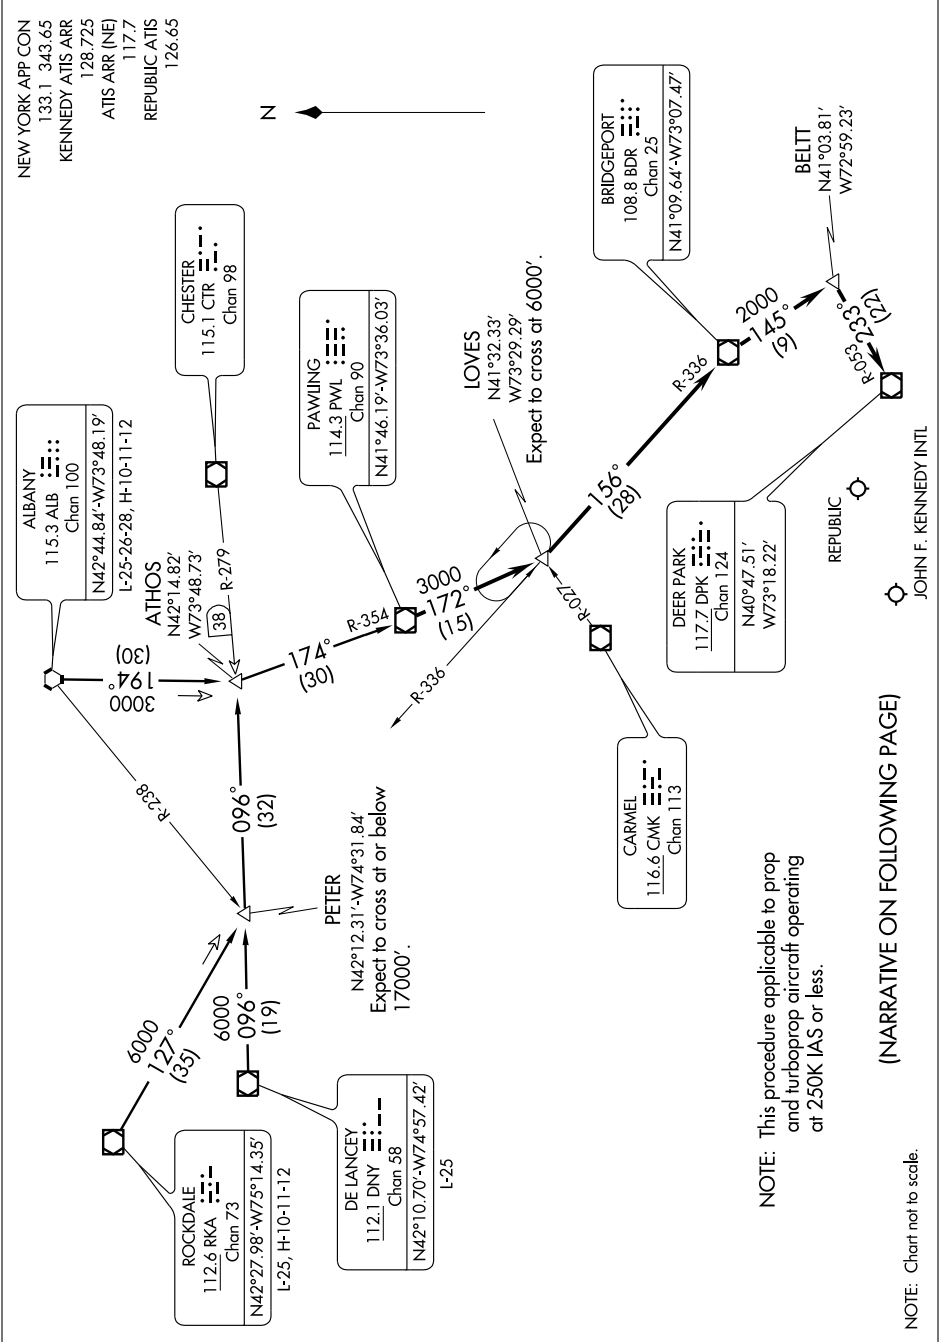 NEW YORK APP CON
133.1 343.65
KENNEDY ATIS ARR
128.725
ATIS ARR (NE)
117.7
REPUBLIC ATIS
126.65
N
ALBANY
115.3 ALB
Chan 100
N42°44.84'-W73°48.19'
L-25-26-28, H-10-11-12
CHESTER
115.1 CTR
Chan 98
ATHOS
N42°14.82'
W73°48.73'
38
R-279
3000
194°
(30)
R-238
ROCKDALE
112.6 RKA
Chan 73
N42°27.98'-W75°14.35'
L-25, H-10-11-12
6000
127°
(35)
DE LANCEY
112.1 DNY
Chan 58
N42°10.70'-W74°57.42'
L-25
6000
096°
(19)
PETER
N42°12.31'-W74°31.84'
Expect to cross at or below
17000'.
096°
(32)
174°
(30)
R-354
PAWLING
114.3 PWL
Chan 90
N41°46.19'-W73°36.03'
3000
172°
(15)
R-336
LOVES
N41°32.33'
W73°29.29'
Expect to cross at 6000'.
R-027
CARMEL
116.6 CMK
Chan 113
156°
(28)
R-336
BRIDGEPORT
108.8 BDR
Chan 25
N41°09.64'-W73°07.47'
2000
145°
(9)
BELTT
N41°03.81'
W72°59.23'
233°
(22)
R-053
DEER PARK
117.7 DPK
Chan 124
N40°47.51'
W73°18.22'
REPUBLIC
JOHN F. KENNEDY INTL
NOTE: This procedure applicable to prop
and turboprop aircraft operating
at 250K IAS or less.
(NARRATIVE ON FOLLOWING PAGE)
NOTE: Chart not to scale.